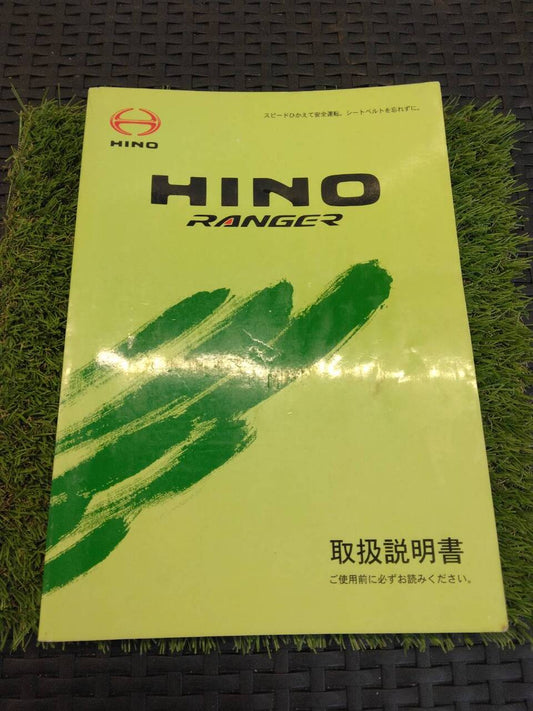 スピードひかえて安全運転。シートベルトを忘れずに。
HINO
HINO
RANGER
取扱説明書
ご使用前に必ずお読みください。